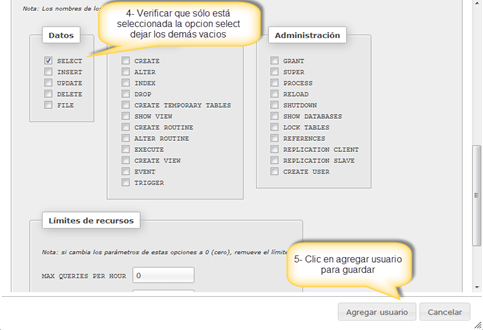 Nota: Los nombres de los
4- Verificar que sólo está
seleccionada la opcion select
dejar los demás vacios
Datos
SELECT
INSERT
UPDATE
DELETE
FILE
CREATE
ALTER
INDEX
DROP
CREATE TEMPORARY TABLES
SHOW VIEW
CREATE ROUTINE
ALTER ROUTINE
EXECUTE
CREATE VIEW
EVENT
TRIGGER
Administración
GRANT
SUPER
PROCESS
RELOAD
SHUTDOWN
SHOW DATABASES
LOCK TABLES
REFERENCES
REPLICATION CLIENT
REPLICATION SLAVE
CREATE USER
Límites de recursos
Nota: si cambia los parámetros de estas opciones a 0 (cero), remueve el límite
MAX QUERIES PER HOUR 0
5- Clic en agregar usuario
para guardar
Agregar usuario
Cancelar